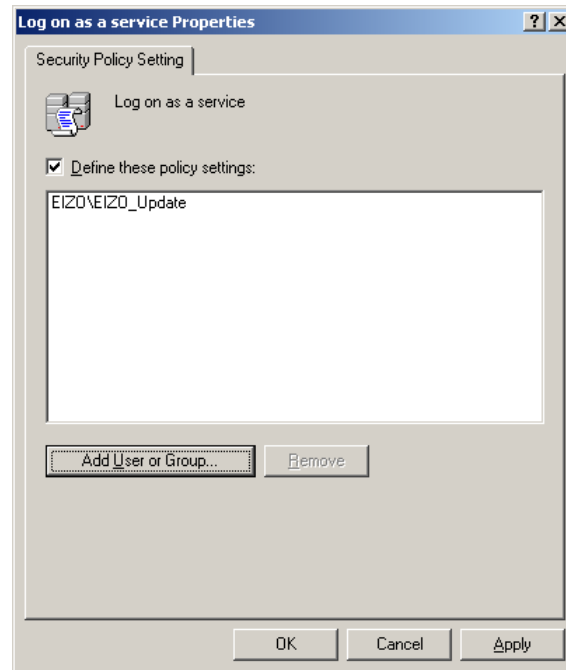 Log on as a service Properties
Security Policy Setting
Log on as a service
Define these policy settings:
EIZO\EIZO_Update
Add User or Group...
Remove
OK
Cancel
Apply